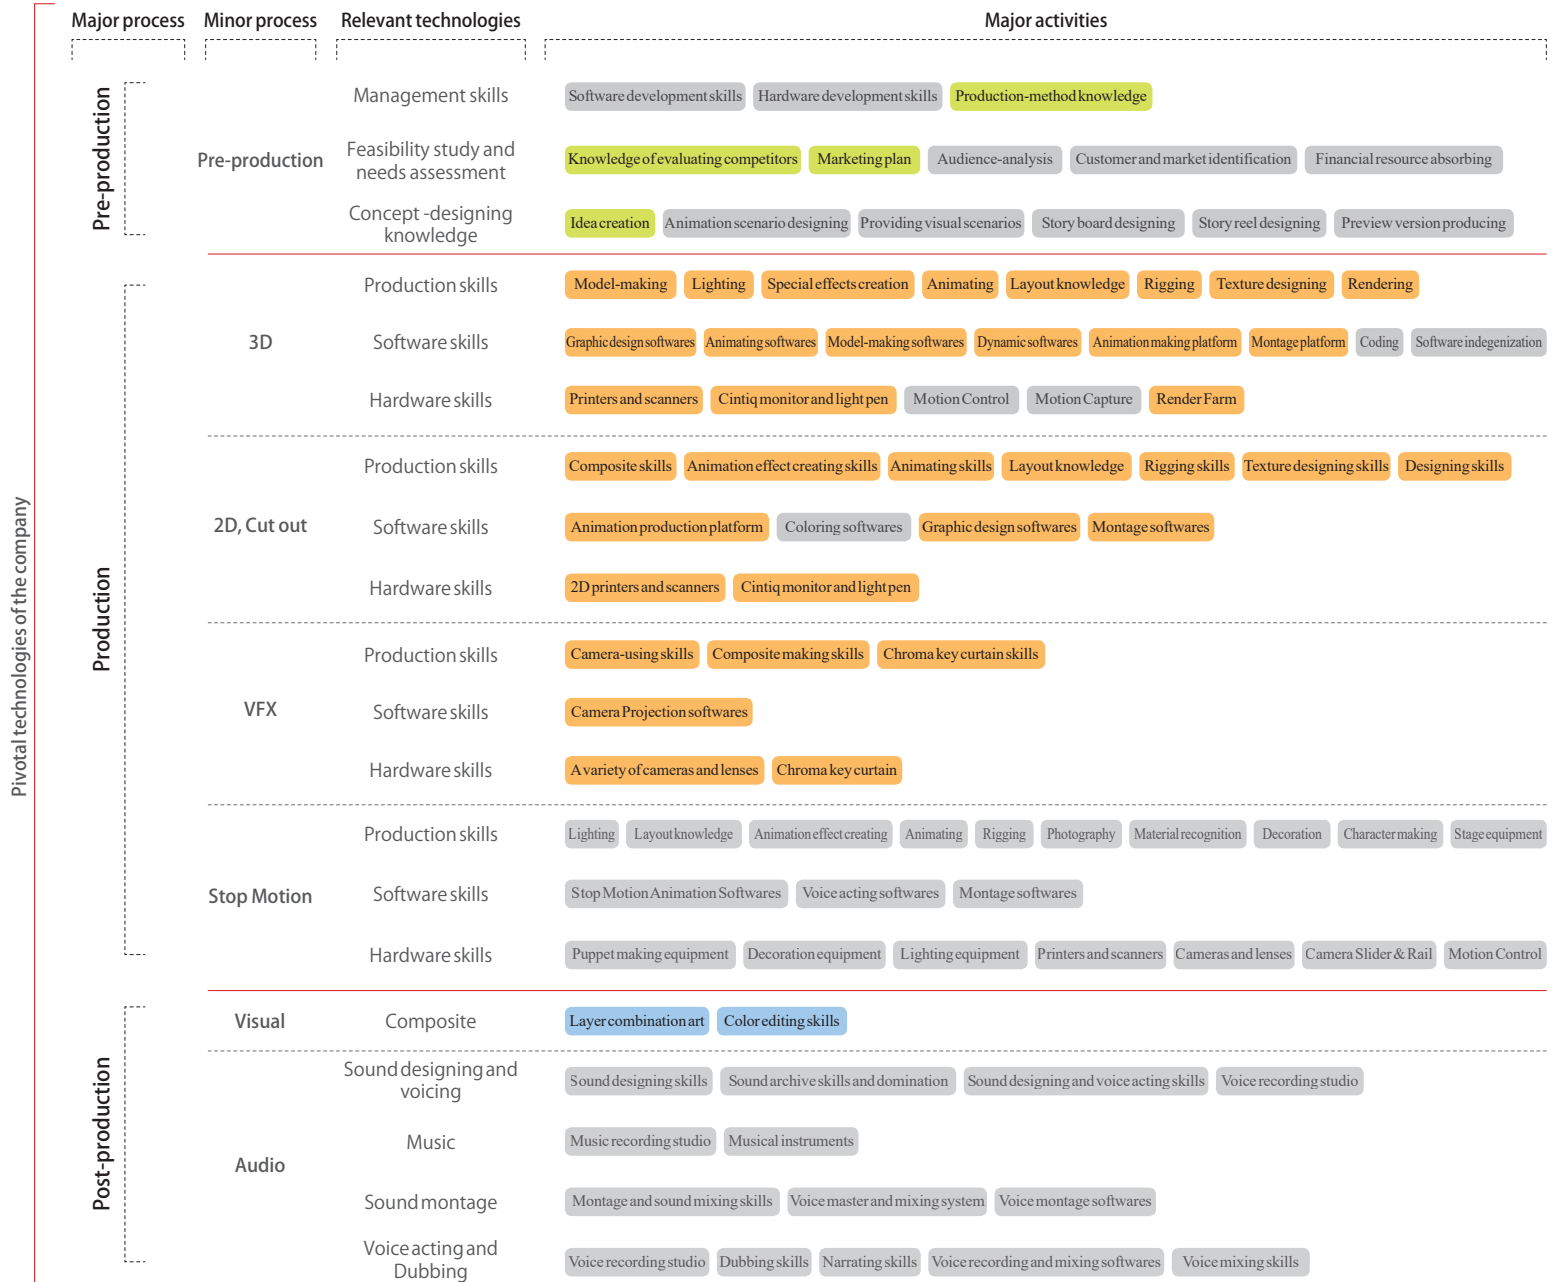 Major process Minor process Relevant technologies Major activities
Pivotal technologies of the company
Pre-production
Pre-production
Management skills
Software development skills Hardware development skills Production-method knowledge
Feasibility study and
needs assessment
Knowledge of evaluating competitors Marketing plan Audience-analysis Customer and market identification Financial resource absorbing
Concept -designing
knowledge
Idea creation Animation scenario designing Providing visual scenarios Story board designing Story reel designing Preview version producing
Production
3D
Production skills
Model-making Lighting Special effects creation Animating Layout knowledge Rigging Texture designing Rendering
Software skills
Graphic design softwares Animating softwares Model-making softwares Dynamic softwares Animation making platform Montage platform Coding Software indegenization
Hardware skills
Printers and scanners Cintiq monitor and light pen Motion Control Motion Capture Render Farm
2D, Cut out
Production skills
Composite skills Animation effect creating skills Animating skills Layout knowledge Rigging skills Texture designing skills Designing skills
Software skills
Animation production platform Coloring softwares Graphic design softwares Montage softwares
Hardware skills
2D printers and scanners Cintiq monitor and light pen
VFX
Production skills
Camera-using skills Composite making skills Chroma key curtain skills
Software skills
Camera Projection softwares
Hardware skills
A variety of cameras and lenses Chroma key curtain
Stop Motion
Production skills
Lighting Layout knowledge Animation effect creating Animating Rigging Photography Material recognition Decoration Character making Stage equipment
Software skills
Stop Motion Animation Softwares Voice acting softwares Montage softwares
Hardware skills
Puppet making equipment Decoration equipment Lighting equipment Printers and scanners Cameras and lenses Camera Slider & Rail Motion Control
Post-production
Visual
Composite
Layer combination art Color editing skills
Audio
Sound designing and
voicing
Sound designing skills Sound archive skills and domination Sound designing and voice acting skills Voice recording studio
Music
Music recording studio Musical instruments
Sound montage
Montage and sound mixing skills Voice master and mixing system Voice montage softwares
Voice acting and
Dubbing
Voice recording studio Dubbing skills Narrating skills Voice recording and mixing softwares Voice mixing skills